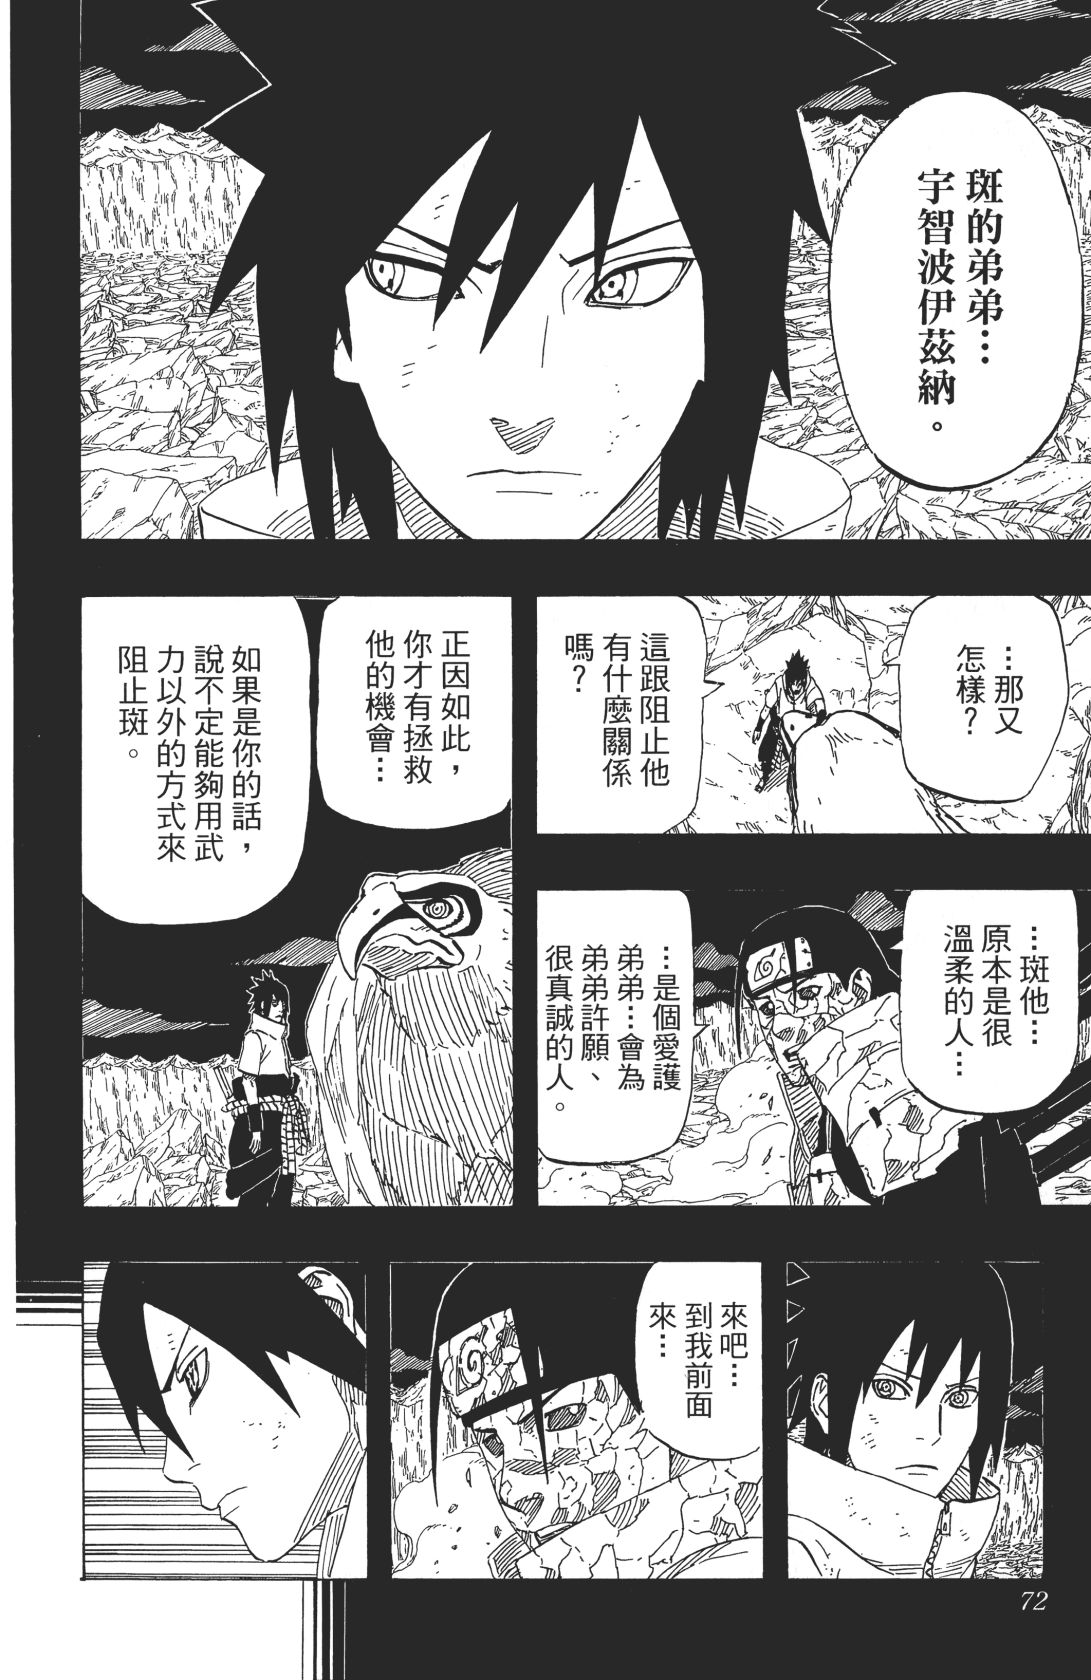 斑的弟弟…
宇智波伊茲納。
…那又
怎樣？
這跟阻止他
有什麼關係
嗎？
…斑他…
原本是很
溫柔的人…
…是個愛護
弟弟…會為
弟弟許願、
很真誠的人。
正因如此，
你才有拯救
他的機會…
如果是你的話，
說不定能夠用武
力以外的方式來
阻止斑。
來吧…
到我前面
來…
72